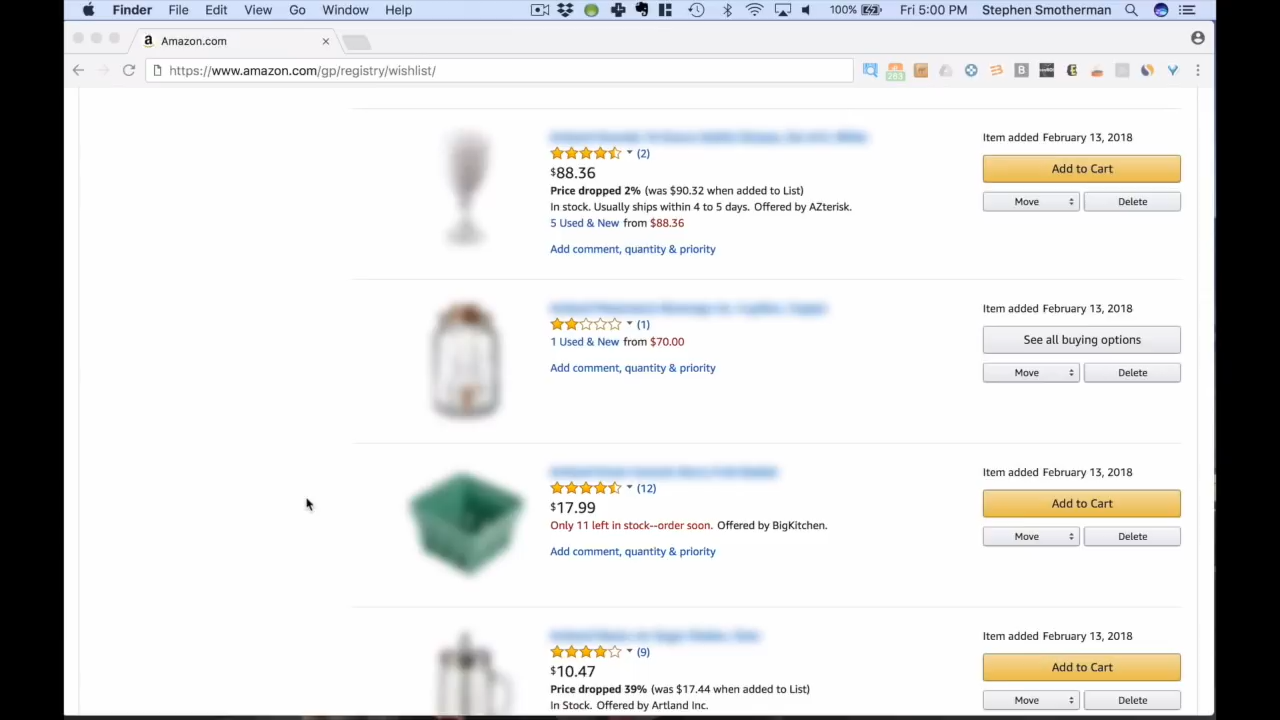 Finder File Edit View Go Window Help 100% Fri 5:00 PM Stephen Smotherman
Amazon.com
https://www.amazon.com/gp/registry/wishlist/
263
B
Item added February 13, 2018
(2)
$88.36
Add to Cart
Price dropped 2% (was $90.32 when added to List)
In stock. Usually ships within 4 to 5 days. Offered by AZterisk.
Move Delete
5 Used & New from $88.36
Add comment, quantity & priority
Item added February 13, 2018
(1)
1 Used & New from $70.00
See all buying options
Add comment, quantity & priority
Move Delete
Item added February 13, 2018
(12)
$17.99
Add to Cart
Only 11 left in stock--order soon. Offered by BigKitchen.
Move Delete
Add comment, quantity & priority
Item added February 13, 2018
(9)
$10.47
Add to Cart
Price dropped 39% (was $17.44 when added to List)
Move Delete
In Stock. Offered by Artland Inc.